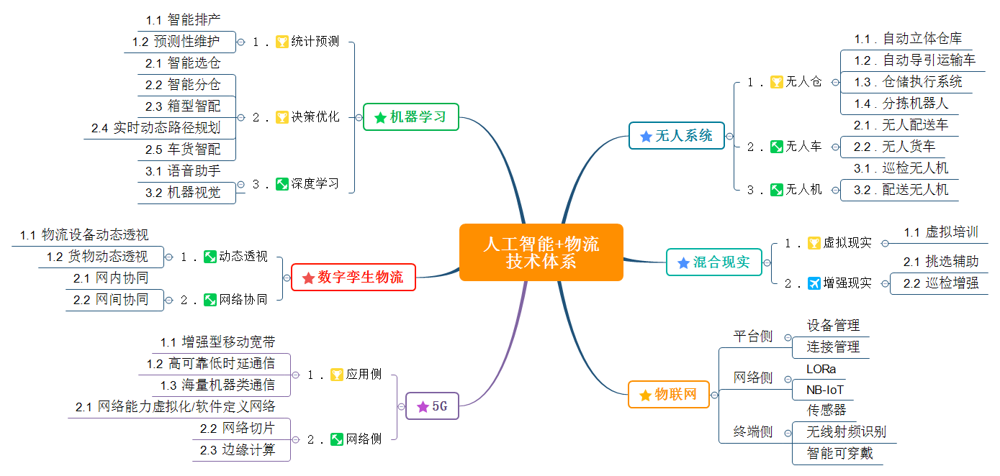 人工智能+物流
技术体系
机器学习
1 . 统计预测
1.1 智能排产
1.2 预测性维护
2 . 决策优化
2.1 智能选仓
2.2 智能分仓
2.3 箱型智配
2.4 实时动态路径规划
2.5 车货智配
3 . 深度学习
3.1 语音助手
3.2 机器视觉
数字孪生物流
1 . 动态透视
1.1 物流设备动态透视
1.2 货物动态透视
2 . 网络协同
2.1 网内协同
2.2 网间协同
5G
1 . 应用侧
1.1 增强型移动宽带
1.2 高可靠低时延通信
1.3 海量机器类通信
2 . 网络侧
2.1 网络能力虚拟化/软件定义网络
2.2 网络切片
2.3 边缘计算
无人系统
1 . 无人仓
1.1 . 自动立体仓库
1.2 . 自动导引运输车
1.3 . 仓储执行系统
1.4 . 分拣机器人
2 . 无人车
2.1 . 无人配送车
2.2 . 无人货车
3 . 无人机
3.1 . 巡检无人机
3.2 . 配送无人机
混合现实
1 . 虚拟现实
1.1 虚拟培训
2 . 增强现实
2.1 挑选辅助
2.2 巡检增强
物联网
平台侧
设备管理
连接管理
网络侧
LORa
NB-IoT
终端侧
传感器
无线射频识别
智能可穿戴